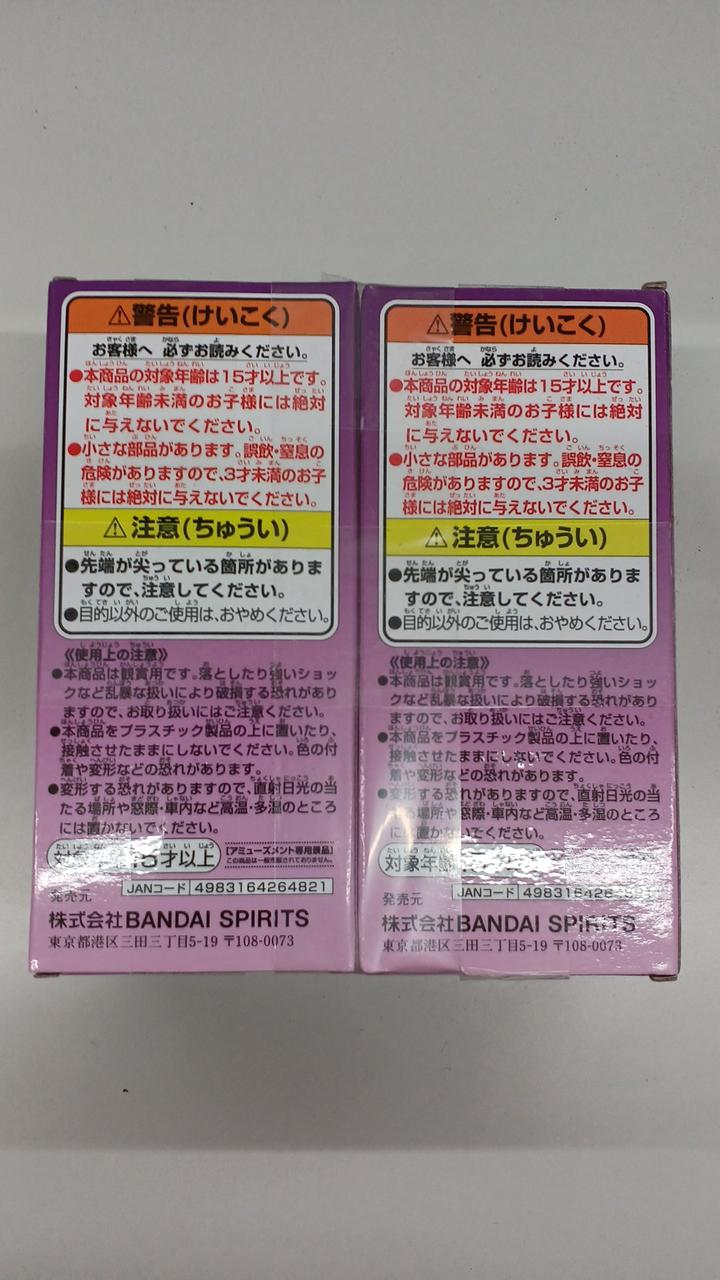 ⚠警告(けいこく)
お客様へ 必ずお読みください。
●本商品の対象年齢は15才以上です。
対象年齢未満のお子様には絶対
に与えないでください。
●小さな部品があります。誤飲・窒息の
危険がありますので、3才未満のお子
様には絶対に与えないでください。
⚠注意(ちゅうい)
●先端が尖っている箇所がありま
すので、注意してください。
●目的以外のご使用は、おやめください。
《使用上の注意》
●本商品は観賞用です。落としたり強いショッ
クなど乱暴な扱いにより破損する恐れがあり
ますので、お取り扱いにはご注意ください。
●本商品をプラスチック製品の上に置いたり、
接触させたままにしないでください。色の付
着や変形などの恐れがあります。
●変形する恐れがありますので、直射日光の当
たる場所や窓際・車内など高温・多湿のところ
には置かないでください。
対象年齢 15才以上
【アミューズメント専用景品】
この商品は一般市販されておりません。
JANコード 4983164264821
発売元
株式会社BANDAI SPIRITS
東京都港区三田三丁目5-19 〒108-0073
⚠警告(けいこく)
お客様へ 必ずお読みください。
●本商品の対象年齢は15才以上です。
対象年齢未満のお子様には絶対
に与えないでください。
●小さな部品があります。誤飲・窒息の
危険がありますので、3才未満のお子
様には絶対に与えないでください。
⚠注意(ちゅうい)
●先端が尖っている箇所がありま
すので、注意してください。
●目的以外のご使用は、おやめください。
《使用上の注意》
●本商品は観賞用です。落としたり強いショッ
クなど乱暴な扱いにより破損する恐れがあり
ますので、お取り扱いにはご注意ください。
●本商品をプラスチック製品の上に置いたり、
接触させたままにしないでください。色の付
着や変形などの恐れがあります。
●変形する恐れがありますので、直射日光の当
たる場所や窓際・車内など高温・多湿のところ
には置かないでください。
対象年齢
JANコード
発売元
株式会社BANDAI SPIRITS
東京都港区三田三丁目5-19 〒108-0073